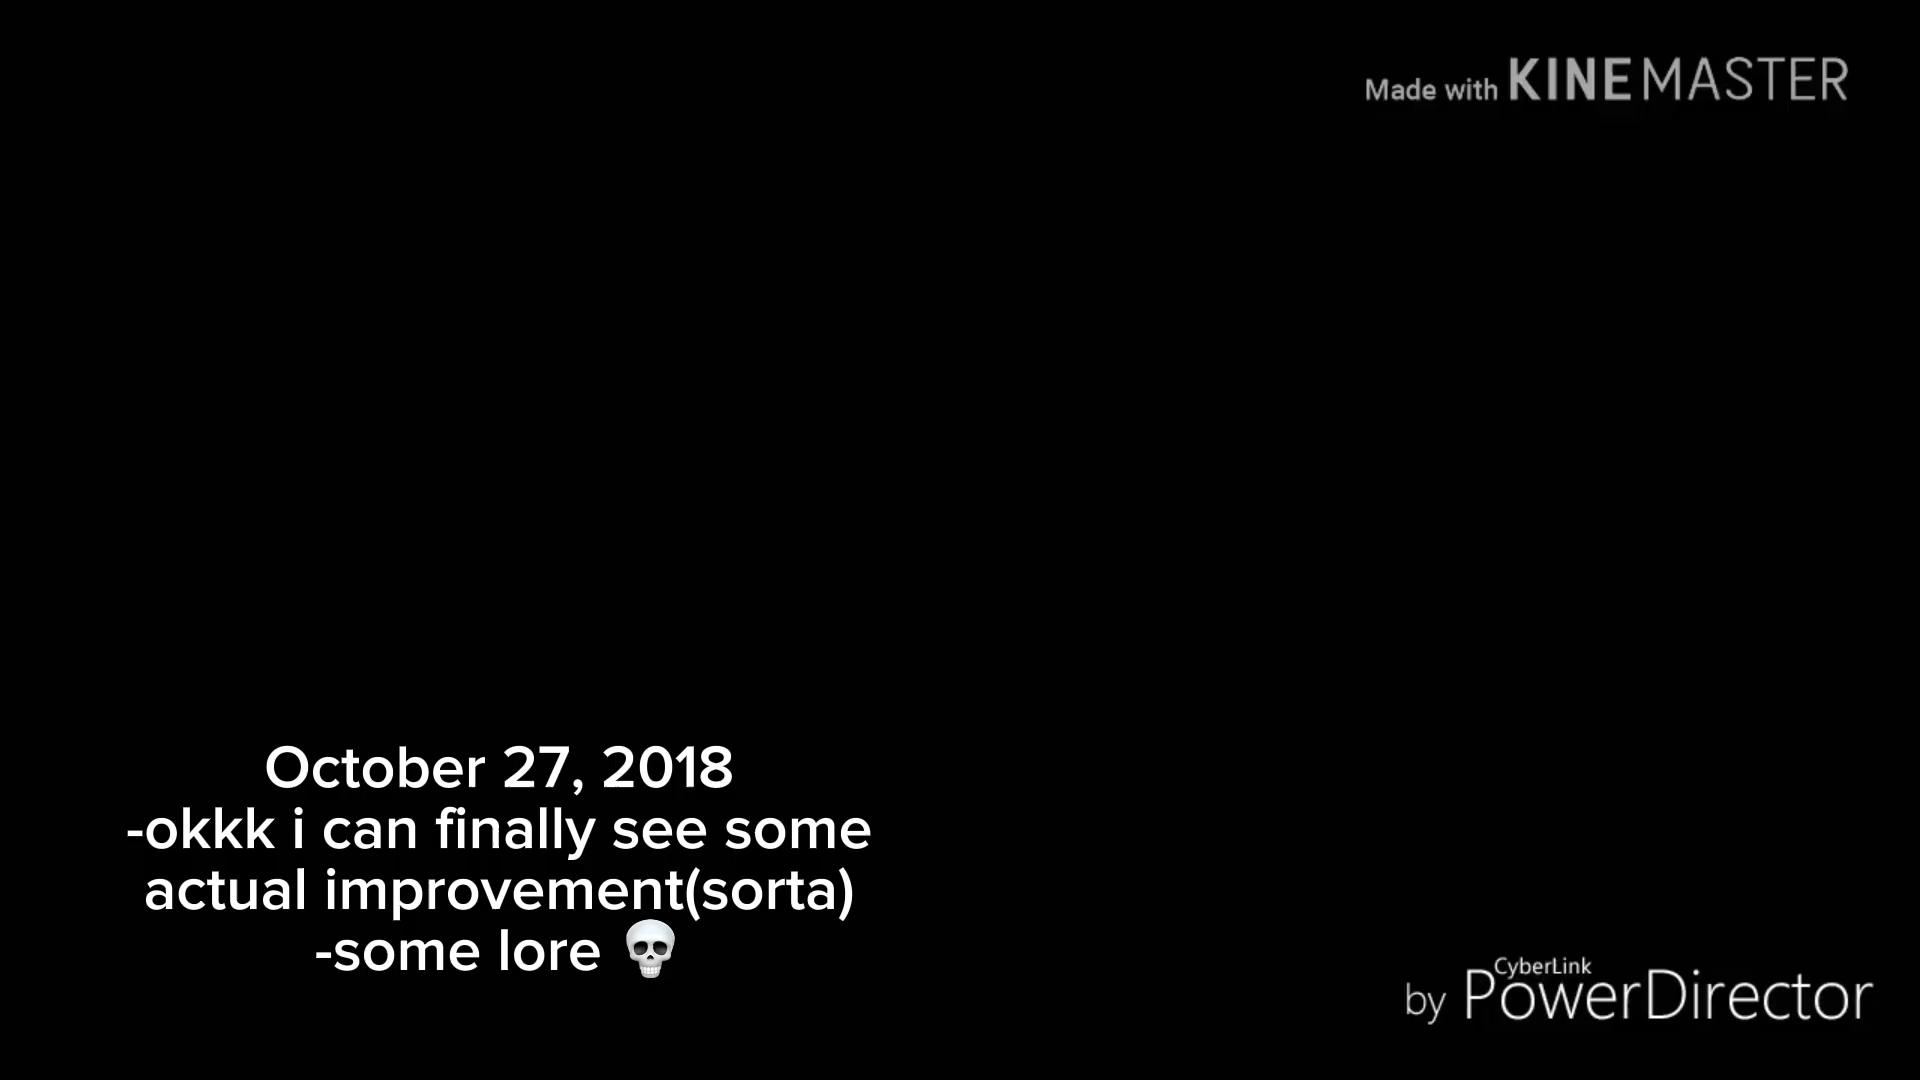 Made with KINEMASTER
October 27, 2018
-okkk i can finally see some
actual improvement(sorta)
-some lore 💀
CyberLink
by PowerDirector